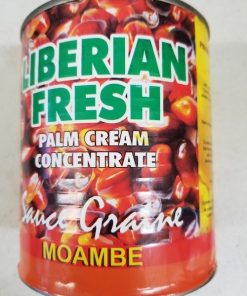 LIBERIAN
FRESH
PALM CREAM
CONCENTRATE
Sauce Graine
MOAMBE